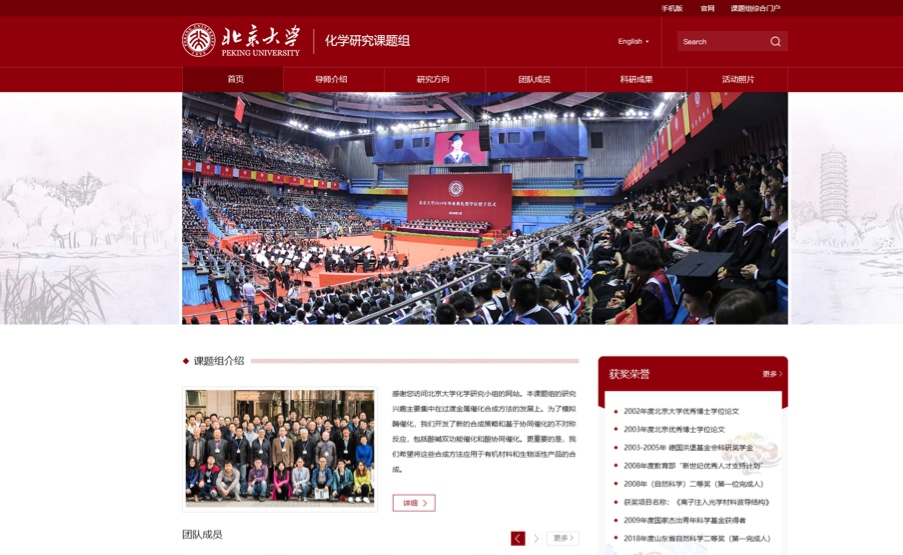 手机版 官网 课题组综合门户
北京大学
PEKING UNIVERSITY
化学研究课题组
English
Search
首页 导师介绍 研究方向 团队成员 科研成果 活动照片
课题组介绍
感谢您访问北京大学化学研究小组的网站。本课题组的研究
兴趣主要集中在过渡金属催化合成方法的发展上。为了模拟
酶催化，我们开发了新的合成策略和基于协同催化的不对称
反应，包括酸碱双功能催化和酸协同催化。更重要的是，我
们希望将这些合成方法应用于有机材料和生物活性产品的合
成。
详细
获奖荣誉
更多
2002年度北京大学优秀博士学位论文
2003年度北京优秀博士学位论文
2003-2005年 德国洪堡基金会科研奖学金
2008年度教育部“新世纪优秀人才支持计划”
2008年（自然科学）二等奖（第一位完成人）
获奖项目名称：《离子注入光学材料波导结构》
2009年度国家杰出青年科学基金获得者
2018年度山东省自然科学二等奖（第一完成人）
团队成员
更多